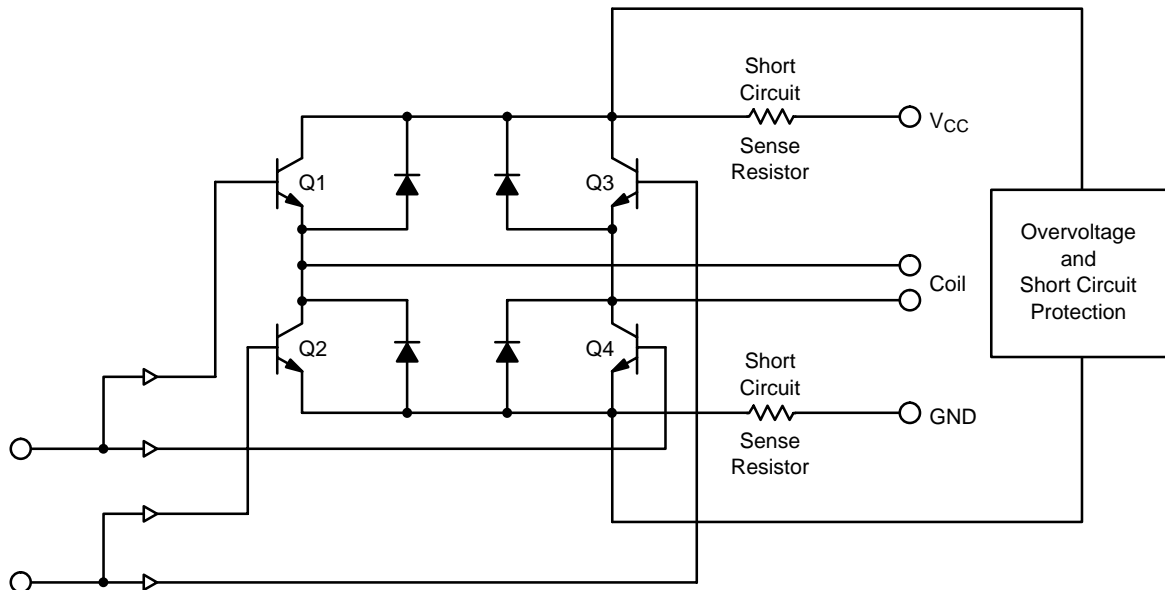 Short
Circuit
Sense
Resistor
VCC
Q1
Q3
Overvoltage
and
Short Circuit
Protection
Coil
Q2
Q4
Short
Circuit
Sense
Resistor
GND